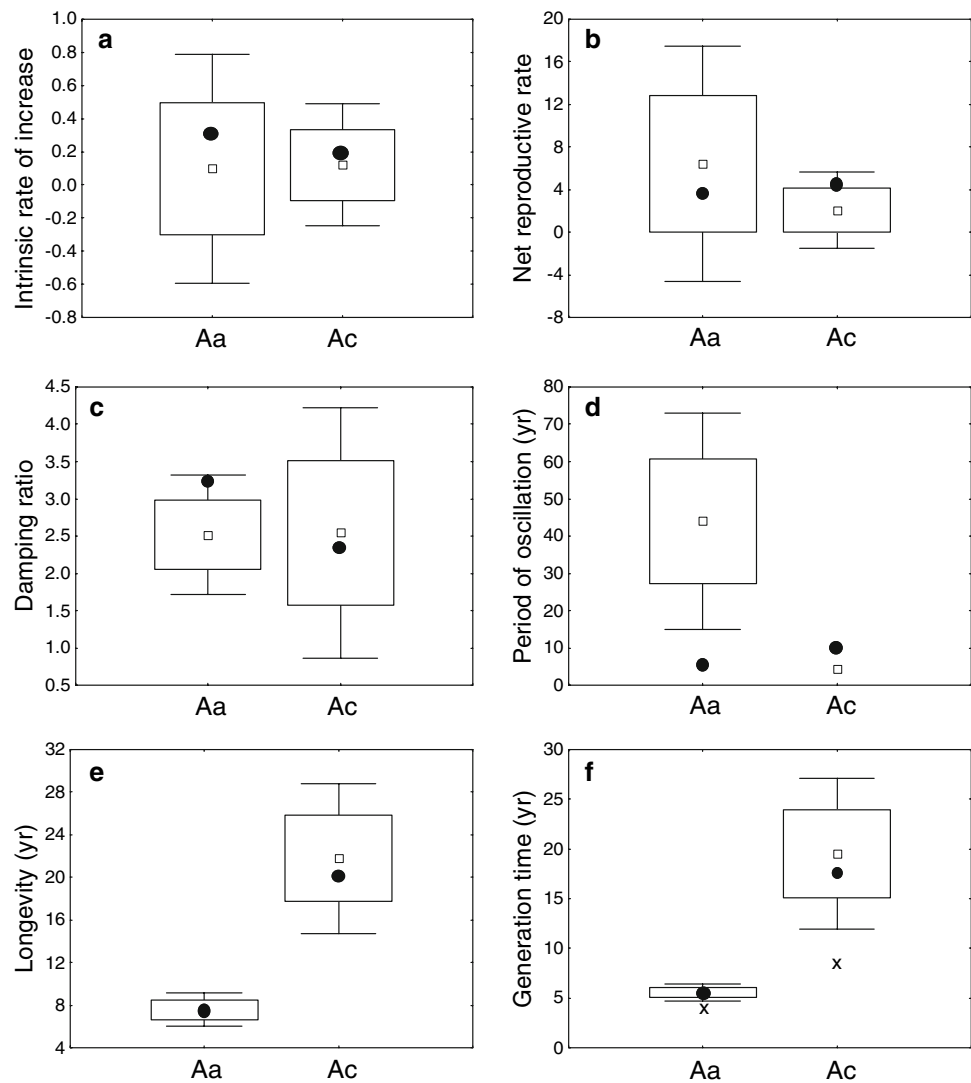 a
Intrinsic rate of increase
1.0
0.8
0.6
0.4
0.2
0.0
-0.2
-0.4
-0.6
-0.8
Aa Ac
b
Net reproductive rate
20
16
12
8
4
0
-4
-8
Aa Ac
c
Damping ratio
4.5
4.0
3.5
3.0
2.5
2.0
1.5
1.0
0.5
Aa Ac
d
Period of oscillation (yr)
80
70
60
50
40
30
20
10
0
Aa Ac
e
Longevity (yr)
32
28
24
20
16
12
8
4
Aa Ac
f
Generation time (yr)
30
25
20
15
10
5
0
x
x
Aa Ac